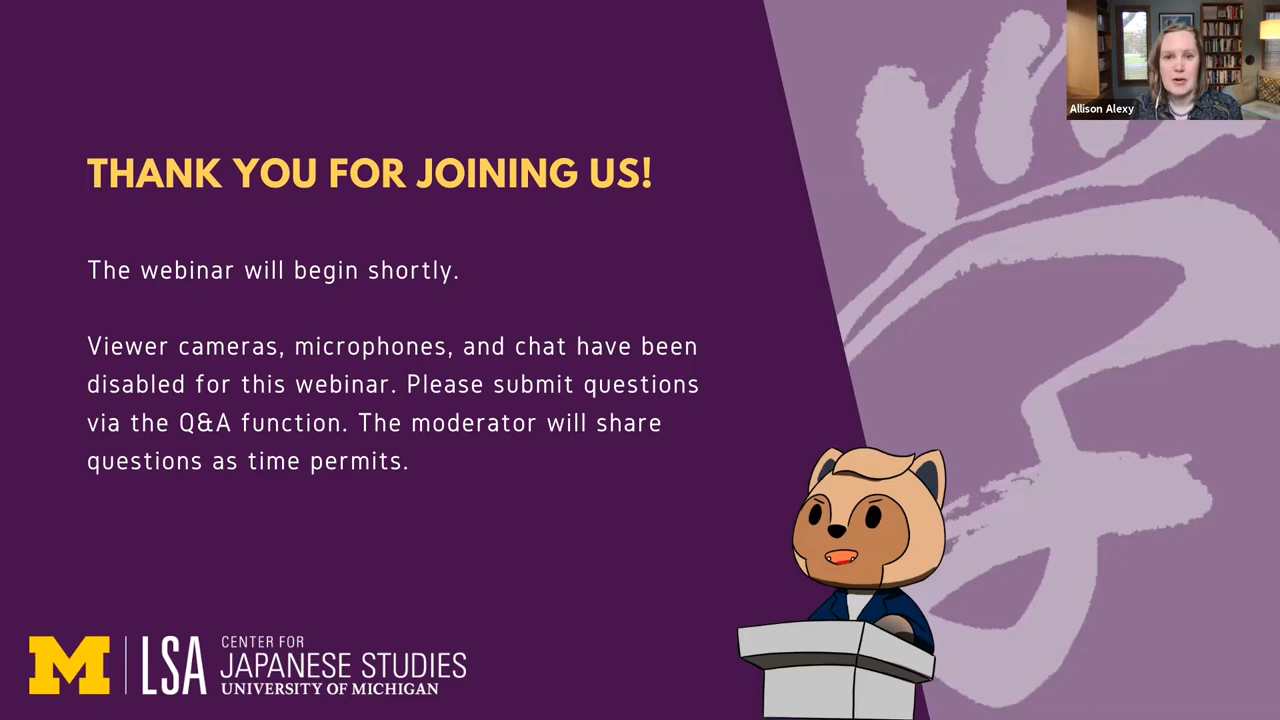 Allison Alexy
THANK YOU FOR JOINING US!
The webinar will begin shortly.
Viewer cameras, microphones, and chat have been
disabled for this webinar. Please submit questions
via the Q&A function. The moderator will share
questions as time permits.
M LSA
CENTER FOR
JAPANESE STUDIES
UNIVERSITY OF MICHIGAN
学